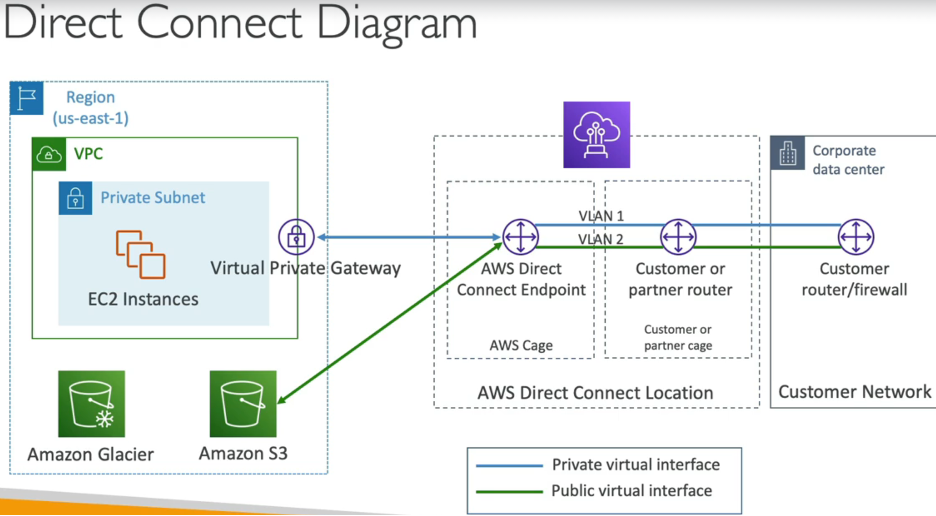 Direct Connect Diagram
Region
(us-east-1)
VPC
Private Subnet
EC2 Instances
Virtual Private Gateway
Amazon Glacier
Amazon S3
VLAN 1
VLAN 2
AWS Direct
Connect Endpoint
AWS Cage
Customer or
partner router
Customer or
partner cage
AWS Direct Connect Location
Corporate
data center
Customer
router/firewall
Customer Network
Private virtual interface
Public virtual interface